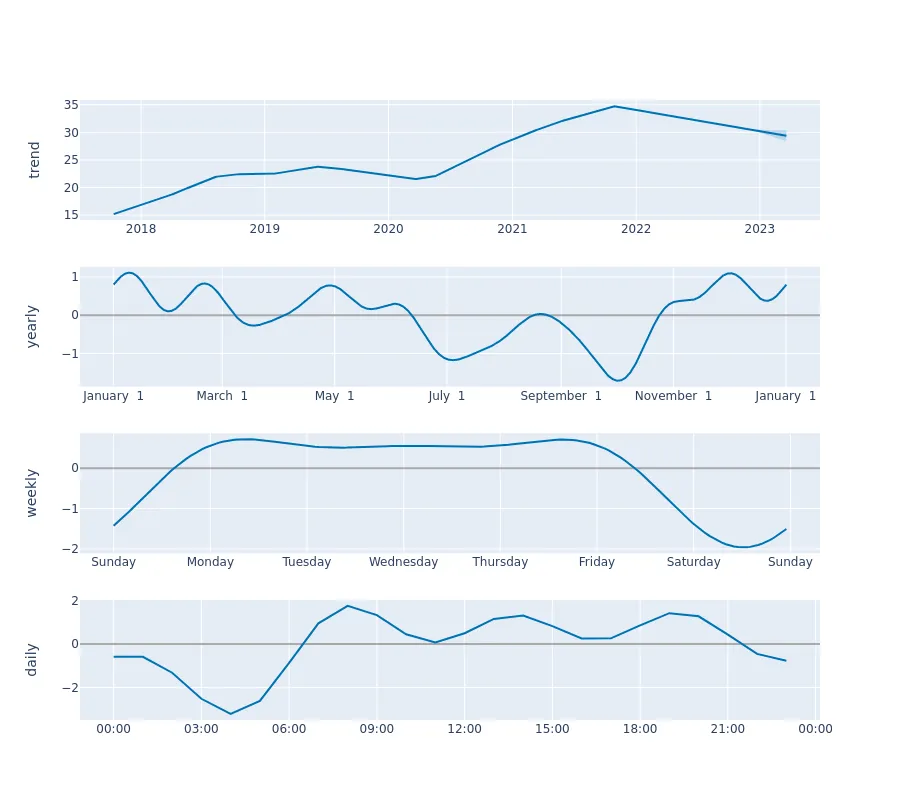 trend
35
30
25
20
15
2018 2019 2020 2021 2022 2023
yearly
1
0
−1
January 1 March 1 May 1 July 1 September 1 November 1 January 1
weekly
0
−1
−2
Sunday Monday Tuesday Wednesday Thursday Friday Saturday Sunday
daily
2
0
−2
00:00 03:00 06:00 09:00 12:00 15:00 18:00 21:00 00:00